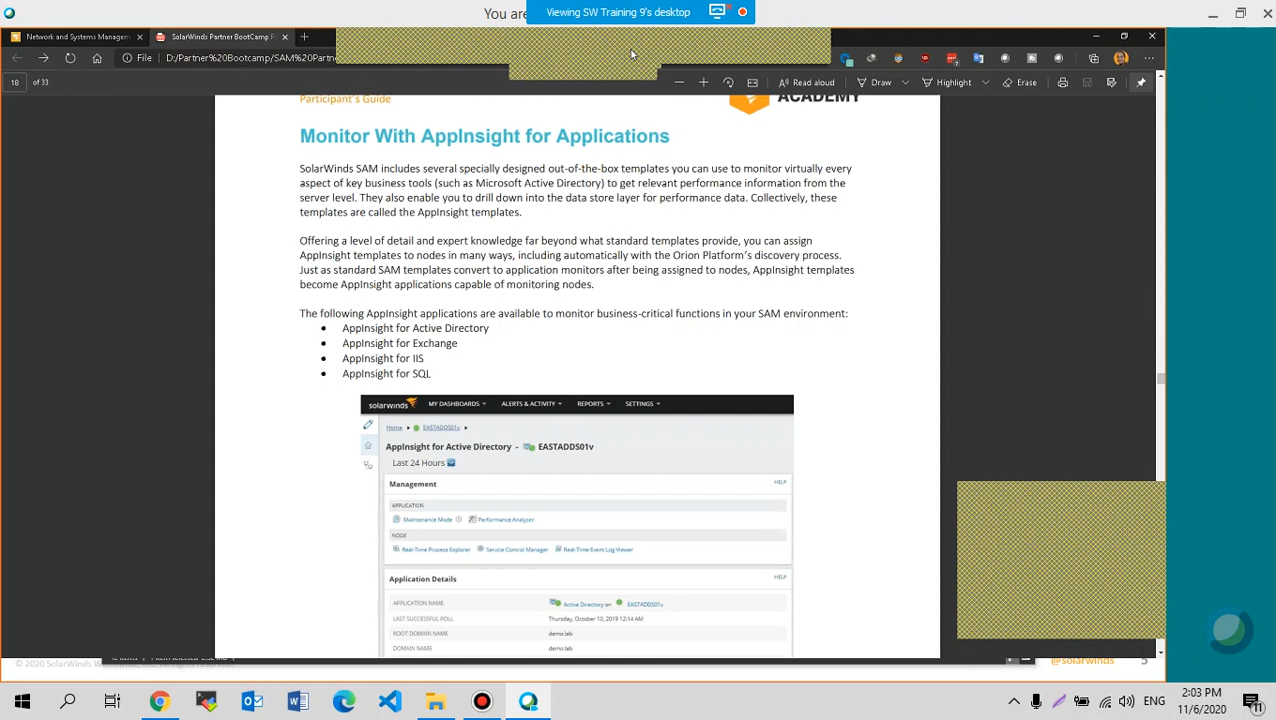 You are
Viewing SW Training 9's desktop
Network and Systems Manage
SolarWinds Partner BootCamp P
File
D:/Partner%20Bootcamp/SAM%20Partn
18
of 33
Read aloud
Draw
Highlight
Erase
Participant's Guide
ACADEMY
Monitor With AppInsight for Applications
SolarWinds SAM includes several specially designed out-of-the-box templates you can use to monitor virtually every
aspect of key business tools (such as Microsoft Active Directory) to get relevant performance information from the
server level. They also enable you to drill down into the data store layer for performance data. Collectively, these
templates are called the AppInsight templates.
Offering a level of detail and expert knowledge far beyond what standard templates provide, you can assign
AppInsight templates to nodes in many ways, including automatically with the Orion Platform's discovery process.
Just as standard SAM templates convert to application monitors after being assigned to nodes, AppInsight templates
become AppInsight applications capable of monitoring nodes.
The following AppInsight applications are available to monitor business-critical functions in your SAM environment:
• AppInsight for Active Directory
• AppInsight for Exchange
• AppInsight for IIS
• AppInsight for SQL
solarwinds MY DASHBOARDS ALERTS & ACTIVITY REPORTS SETTINGS
Home EASTADDS01v
AppInsight for Active Directory - EASTADDS01v
Last 24 Hours
Management HELP
APPLICATION
Maintenance Mode Performance Analyzer
NODE
Real-Time Process Explorer Service Control Manager Real-Time Event Log Viewer
Application Details HELP
APPLICATION NAME Active Directory on EASTADDS01v
LAST SUCCESSFUL POLL Thursday, October 10, 2019 12:14 AM
ROOT DOMAIN NAME demo.lab
DOMAIN NAME demo.lab
© 2020 SolarWinds
@solarwinds 5
2:03 PM
11/6/2020